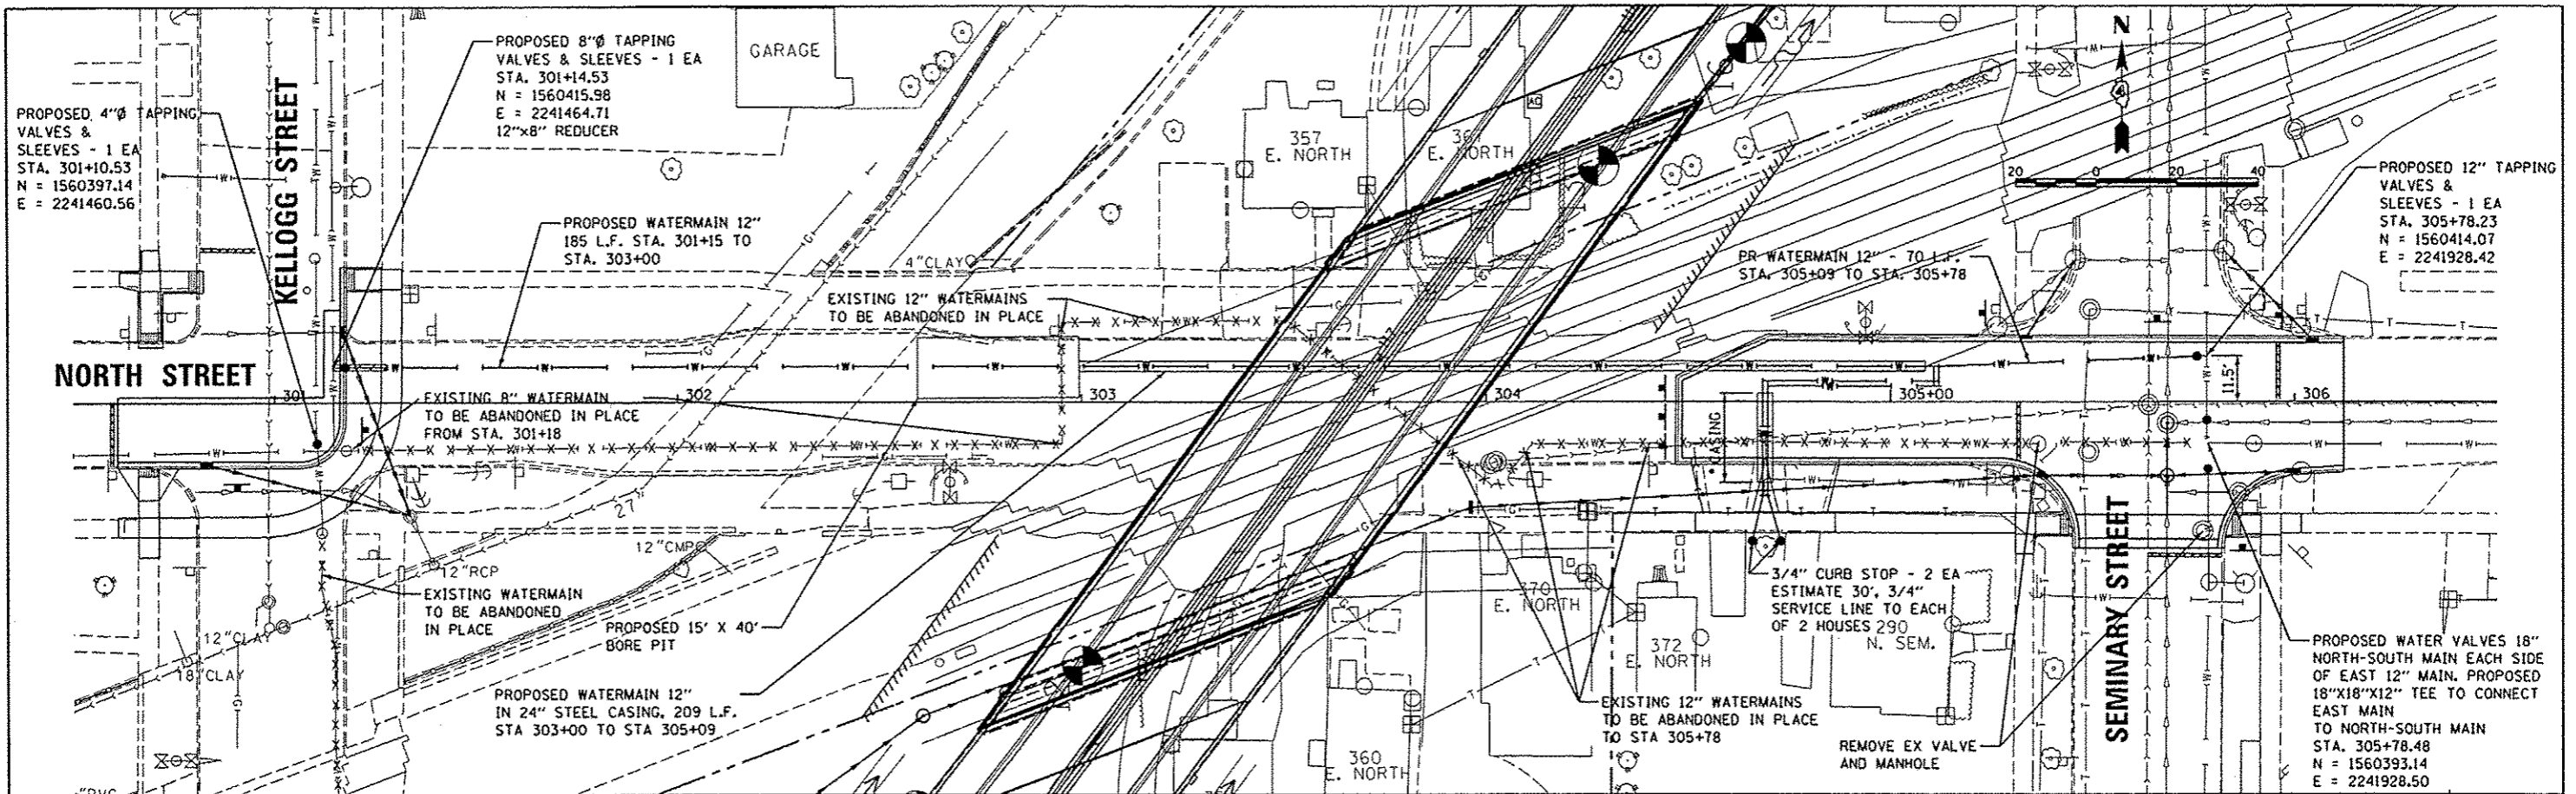 PROPOSED 4"Ø TAPPING
VALVES &
SLEEVES - 1 EA
STA. 301+10.53
N = 1560397.14
E = 2241460.56
KELLOGG STREET
PROPOSED 8"Ø TAPPING
VALVES & SLEEVES - 1 EA
STA. 301+14.53
N = 1560415.98
E = 2241464.71
12"x8" REDUCER
GARAGE
PROPOSED WATERMAIN 12"
185 L.F. STA. 301+15 TO
STA. 303+00
4"CLAY
EXISTING 12" WATERMAINS
TO BE ABANDONED IN PLACE
357
E. NORTH
E. NORTH
AC
N
20 0 20 40
PROPOSED 12" TAPPING
VALVES &
SLEEVES - 1 EA
STA. 305+78.23
N = 1560414.07
E = 2241928.42
PR WATERMAIN 12" - 70 L.F.
STA. 305+09 TO STA. 305+78
NORTH STREET
301
302
303
304
305+00
306
11.5'
EXISTING 8" WATERMAIN
TO BE ABANDONED IN PLACE
FROM STA. 301+18
* CASING
27"
12"CMP
12"RCP
EXISTING WATERMAIN
TO BE ABANDONED
IN PLACE
12"CLAY
18"CLAY
PROPOSED 15' X 40'
BORE PIT
PROPOSED WATERMAIN 12"
IN 24" STEEL CASING, 209 L.F.
STA 303+00 TO STA 305+09
370
E. NORTH
372
E. NORTH
360
E. NORTH
3/4" CURB STOP - 2 EA
ESTIMATE 30', 3/4"
SERVICE LINE TO EACH
OF 2 HOUSES
290
N. SEM.
EXISTING 12" WATERMAINS
TO BE ABANDONED IN PLACE
TO STA 305+78
REMOVE EX VALVE
AND MANHOLE
SEMINARY STREET
PROPOSED WATER VALVES 18"
NORTH-SOUTH MAIN EACH SIDE
OF EAST 12" MAIN. PROPOSED
18"X18"X12" TEE TO CONNECT
EAST MAIN
TO NORTH-SOUTH MAIN
STA. 305+78.48
N = 1560393.14
E = 2241928.50